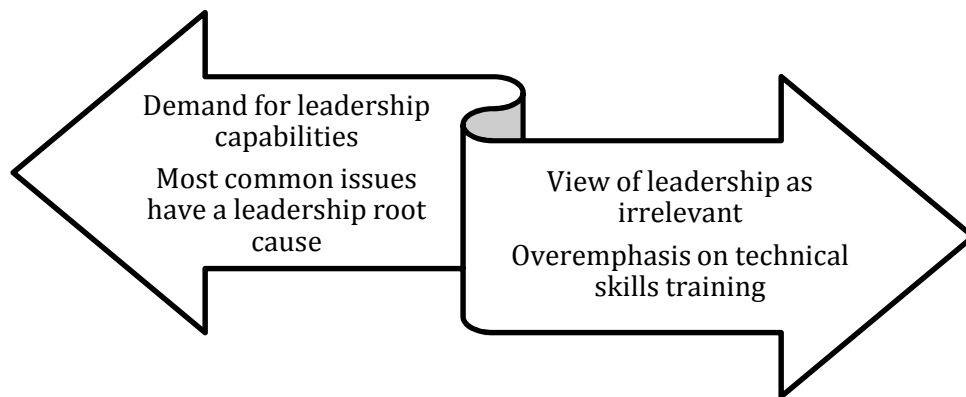 Demand for leadership
capabilities
Most common issues
have a leadership root
cause
View of leadership as
irrelevant
Overemphasis on technical
skills training